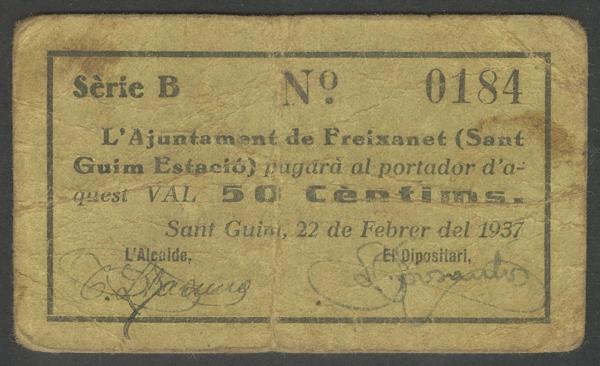 Sèrie B Nº 0184
L'Ajuntament de Freixanet (Sant
Guim Estació) pagarà al portador d'a-
quest VAL 50 Cèntims.
Sant Guim, 22 de Febrer del 1937
L'Alcalde, El Dipositari,